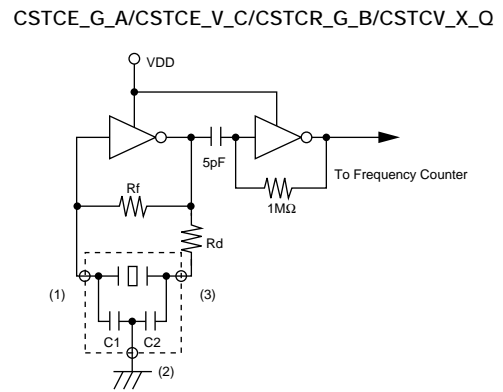 CSTCE_G_A/CSTCE_V_C/CSTCR_G_B/CSTCV_X_Q
VDD
5pF
To Frequency Counter
Rf
1MΩ
Rd
(1)
(3)
C1
C2
(2)